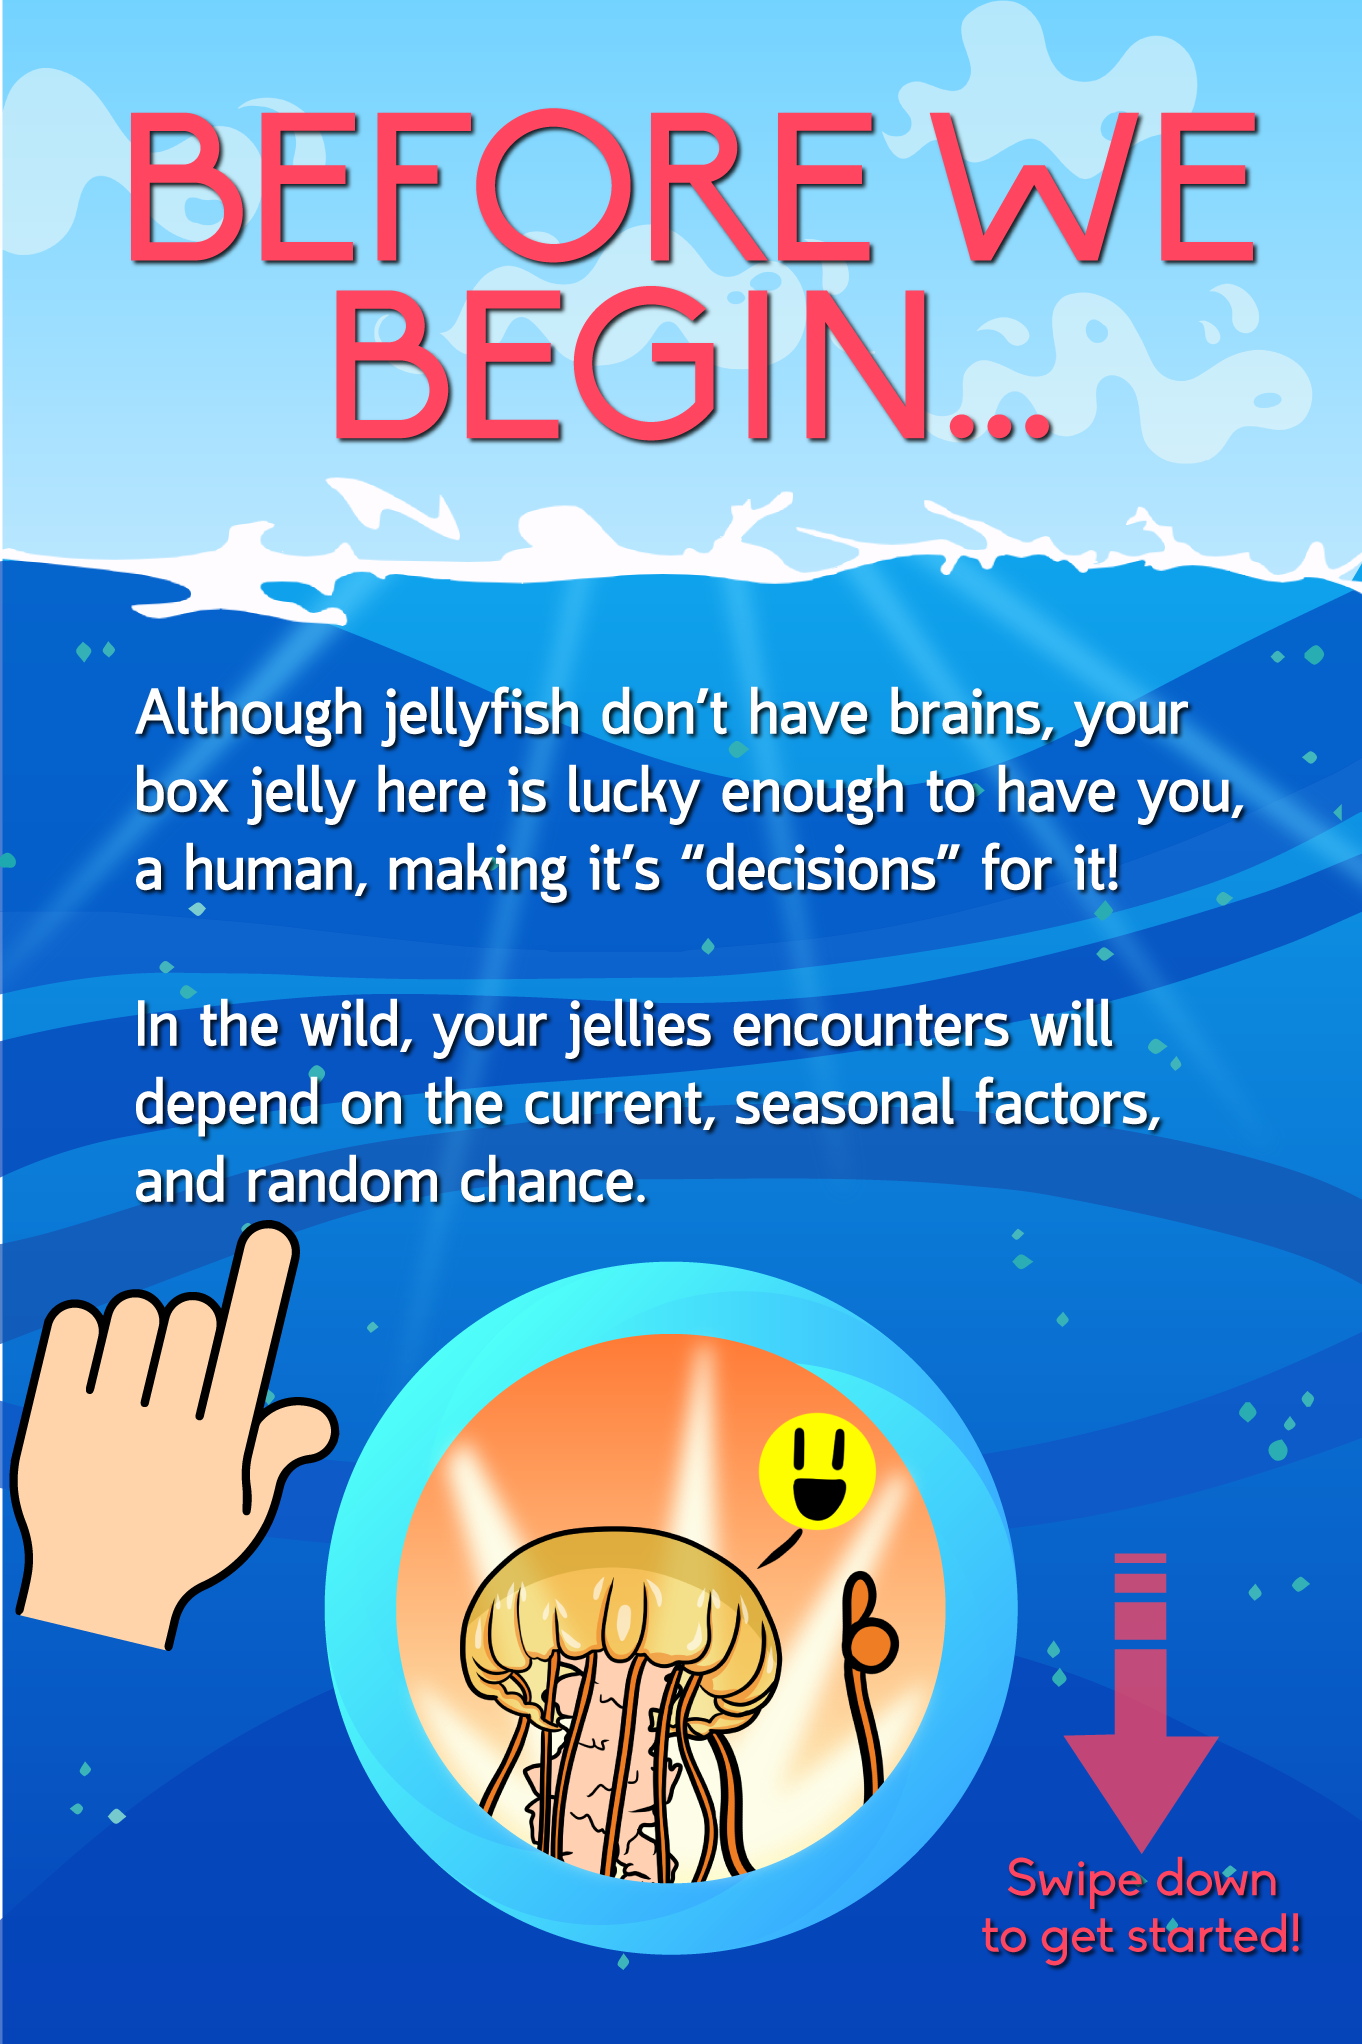 BEFORE WE
BEGIN...
Although jellyfish don’t have brains, your
box jelly here is lucky enough to have you,
a human, making it’s “decisions” for it!
In the wild, your jellies encounters will
depend on the current, seasonal factors,
and random chance.
Swipe down
to get started!